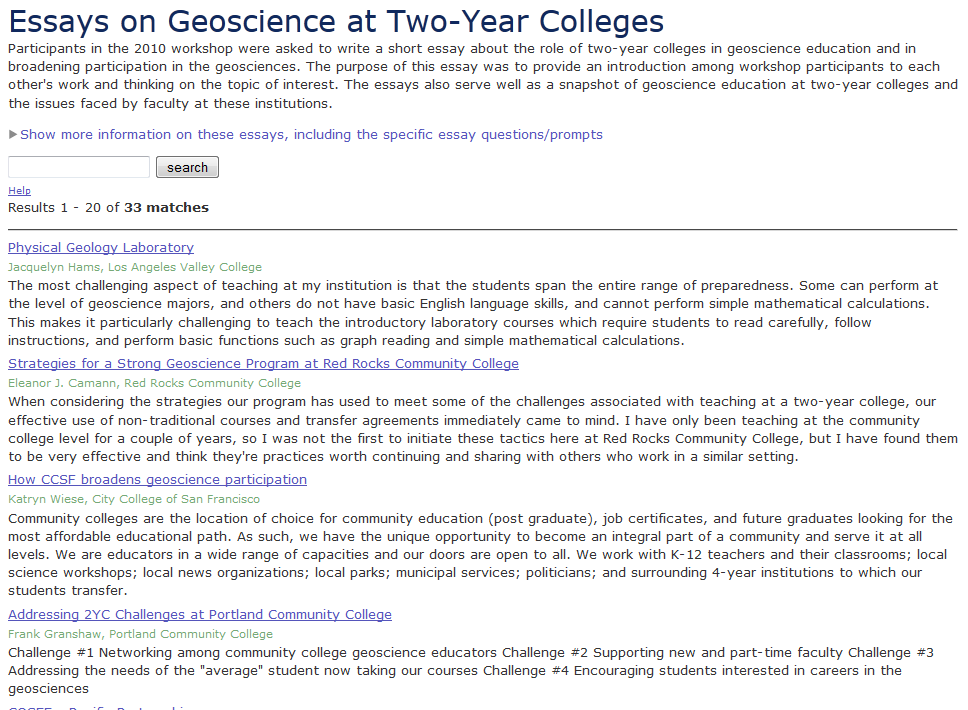 Essays on Geoscience at Two-Year Colleges
Participants in the 2010 workshop were asked to write a short essay about the role of two-year colleges in geoscience education and in
broadening participation in the geosciences. The purpose of this essay was to provide an introduction among workshop participants to each
other's work and thinking on the topic of interest. The essays also serve well as a snapshot of geoscience education at two-year colleges and
the issues faced by faculty at these institutions.
Show more information on these essays, including the specific essay questions/prompts
search
Help
Results 1 - 20 of 33 matches
Physical Geology Laboratory
Jacquelyn Hams, Los Angeles Valley College
The most challenging aspect of teaching at my institution is that the students span the entire range of preparedness. Some can perform at
the level of geoscience majors, and others do not have basic English language skills, and cannot perform simple mathematical calculations.
This makes it particularly challenging to teach the introductory laboratory courses which require students to read carefully, follow
instructions, and perform basic functions such as graph reading and simple mathematical calculations.
Strategies for a Strong Geoscience Program at Red Rocks Community College
Eleanor J. Camann, Red Rocks Community College
When considering the strategies our program has used to meet some of the challenges associated with teaching at a two-year college, our
effective use of non-traditional courses and transfer agreements immediately came to mind. I have only been teaching at the community
college level for a couple of years, so I was not the first to initiate these tactics here at Red Rocks Community College, but I have found them
to be very effective and think they're practices worth continuing and sharing with others who work in a similar setting.
How CCSF broadens geoscience participation
Katryn Wiese, City College of San Francisco
Community colleges are the location of choice for community education (post graduate), job certificates, and future graduates looking for the
most affordable educational path. As such, we have the unique opportunity to become an integral part of a community and serve it at all
levels. We are educators in a wide range of capacities and our doors are open to all. We work with K-12 teachers and their classrooms; local
science workshops; local news organizations; local parks; municipal services; politicians; and surrounding 4-year institutions to which our
students transfer.
Addressing 2YC Challenges at Portland Community College
Frank Granshaw, Portland Community College
Challenge #1 Networking among community college geoscience educators Challenge #2 Supporting new and part-time faculty Challenge #3
Addressing the needs of the "average" student now taking our courses Challenge #4 Encouraging students interested in careers in the
geosciences